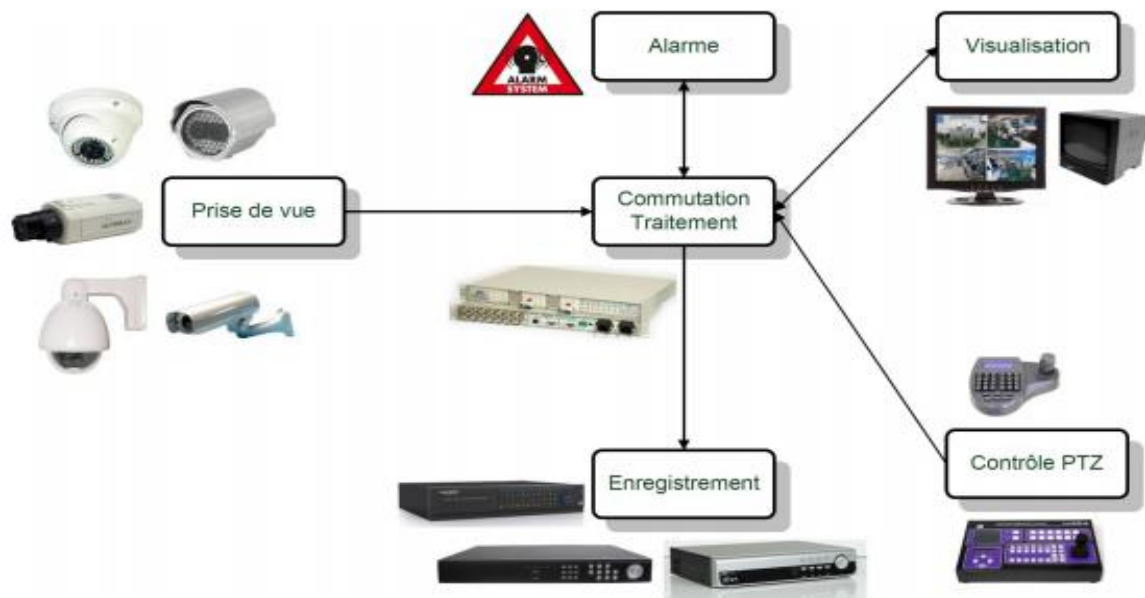 Alarme
Visualisation
ALARM
SYSTEM
Prise de vue
Commutation
Traitement
Contrôle PTZ
Enregistrement